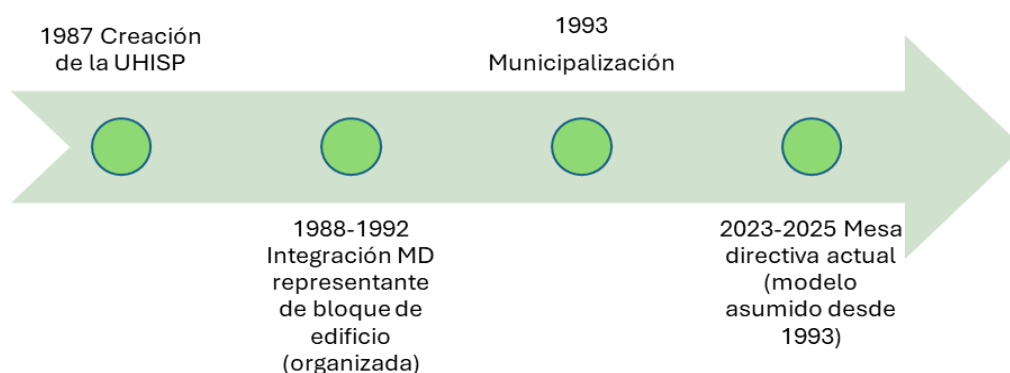 1987 Creación
de la UHISP
1988-1992
Integración MD
representante
de bloque de
edificio
(organizada)
1993
Municipalización
2023-2025 Mesa
directiva actual
(modelo
asumido desde
1993)